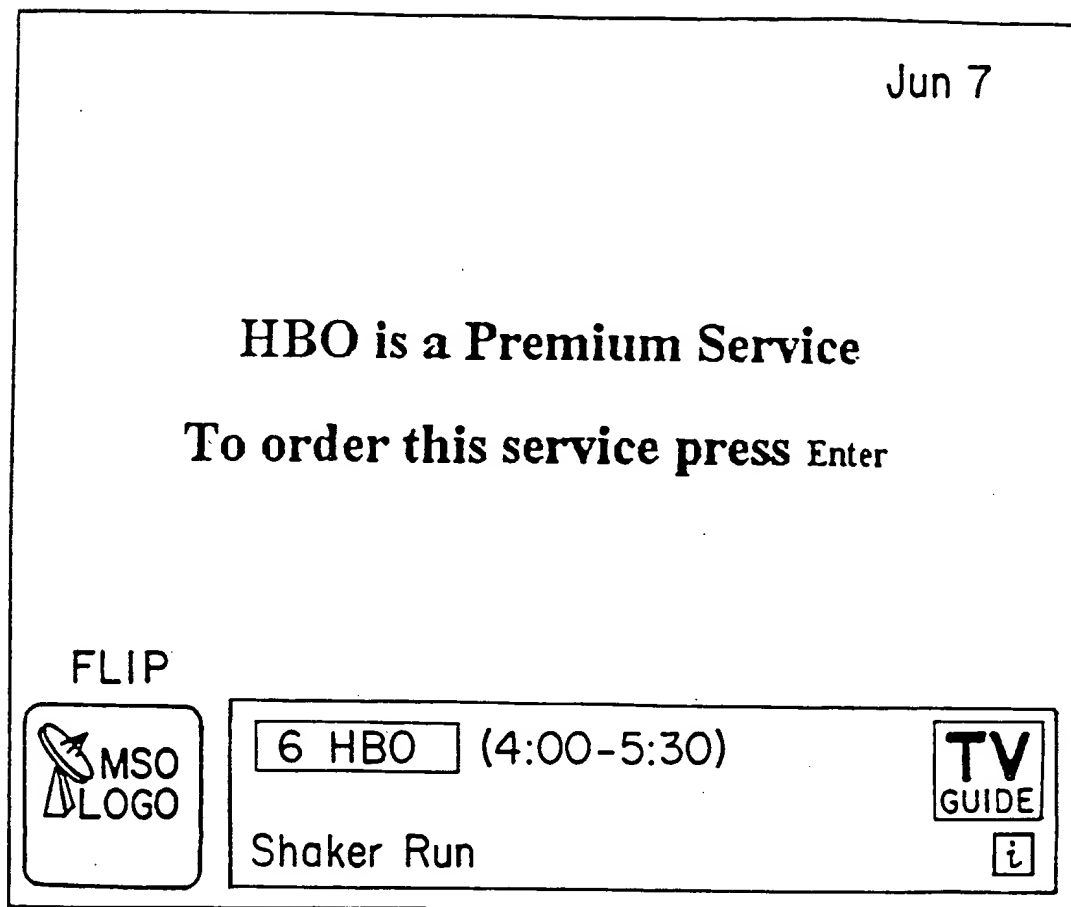 Jun 7
HBO is a Premium Service
To order this service press Enter
FLIP
MSO
LOGO
6 HBO (4:00-5:30)
TV
GUIDE
Shaker Run
i